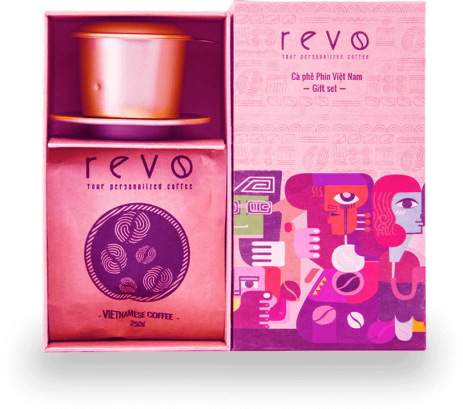 revo
Your personalized coffee
Cà phê Phin Việt Nam
— Gift set —
revo
Your personalized coffee
- VIETNAMESE COFFEE -
250g